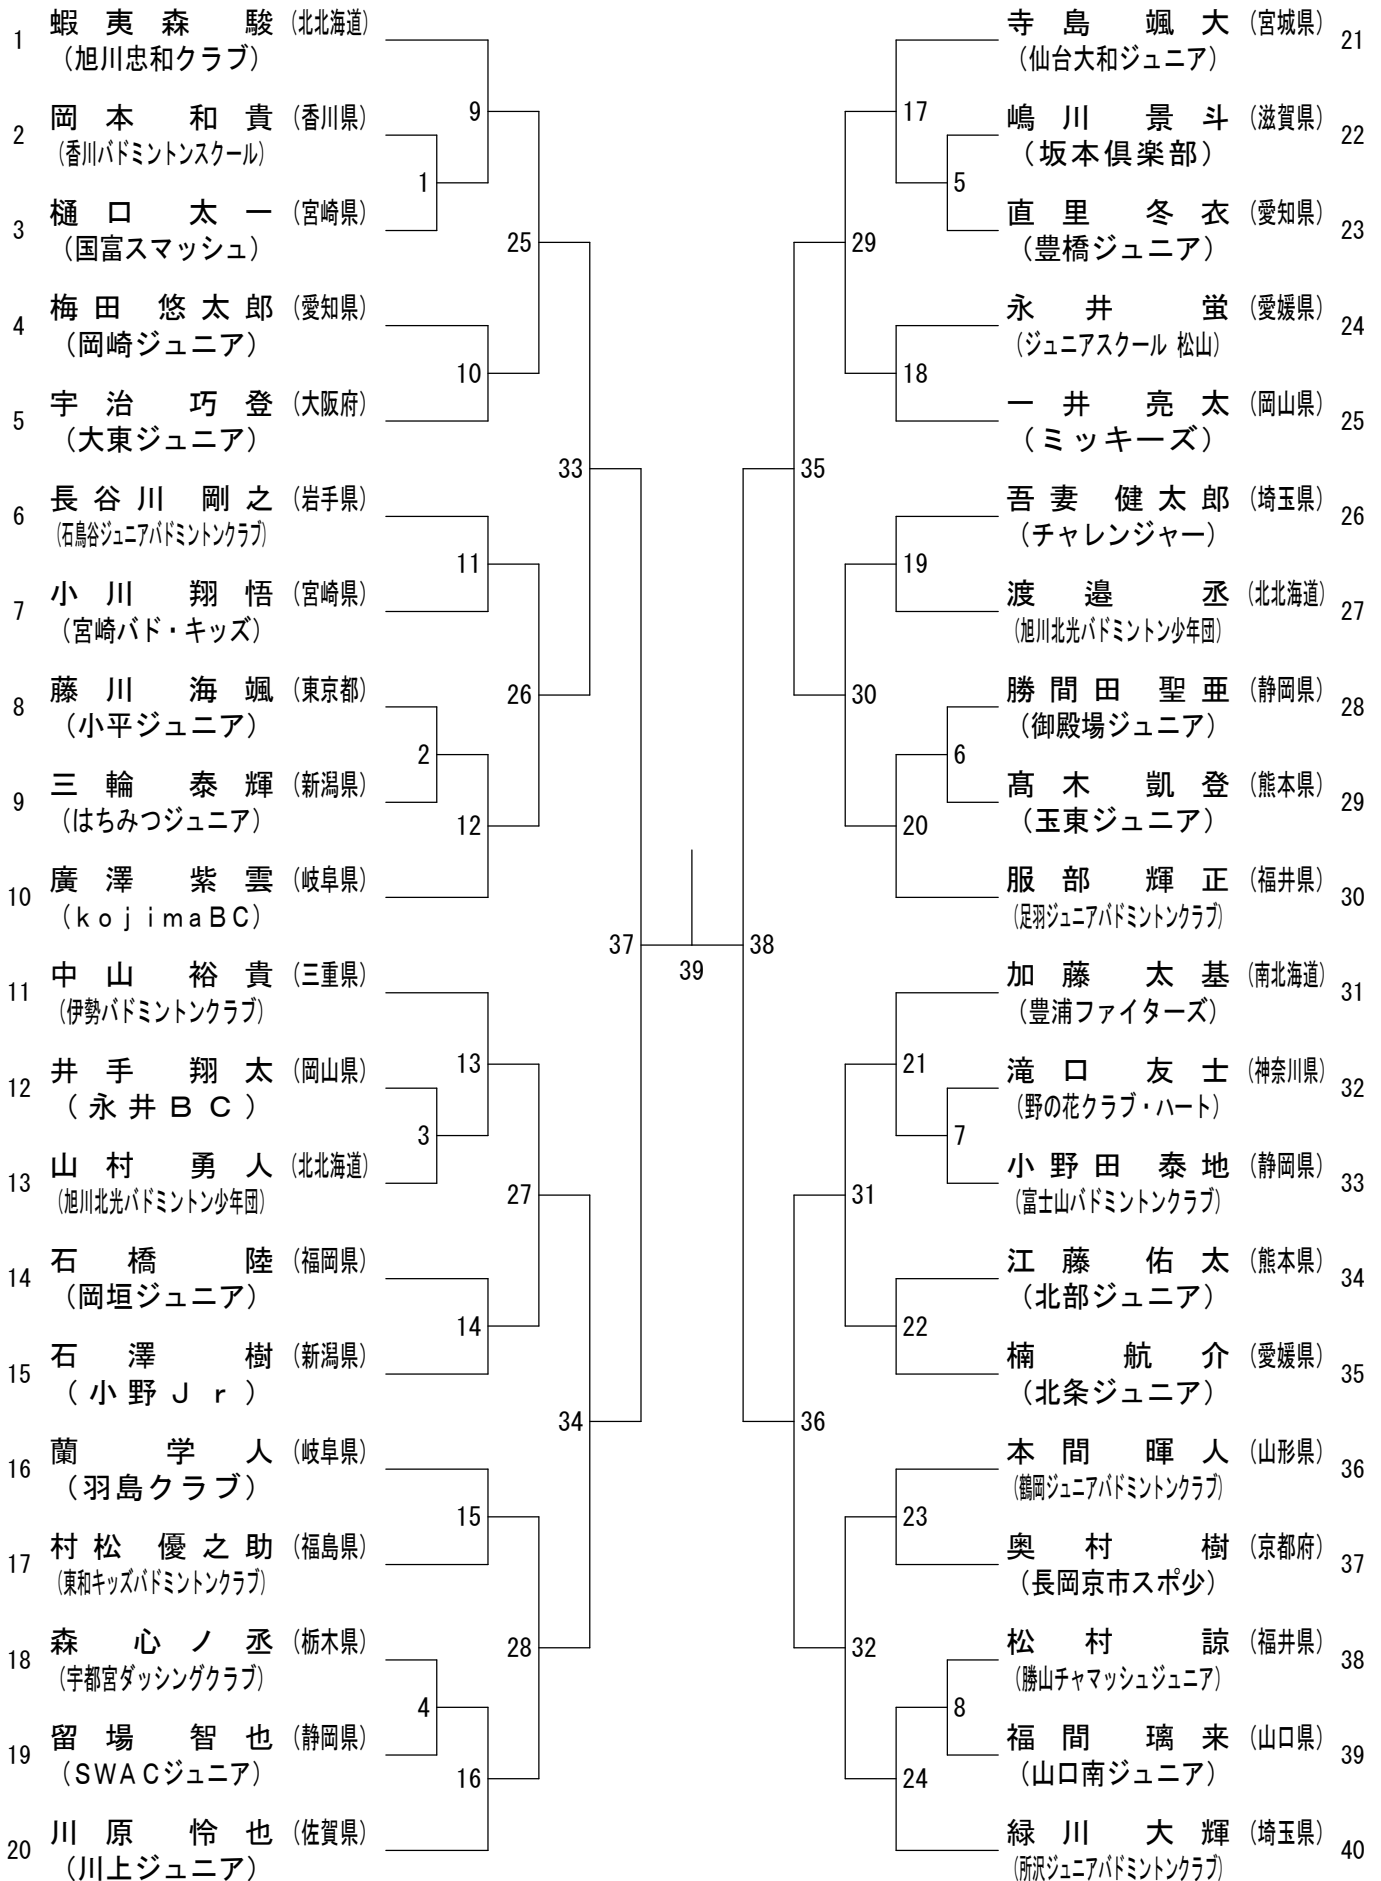 1 蝦夷森 駿 (北北海道)
(旭川忠和クラブ)
2 岡本 和貴 (香川県)
(香川バドミントンスクール)
3 樋口 太一 (宮崎県)
(国富スマッシュ)
4 梅田 悠太郎 (愛知県)
(岡崎ジュニア)
5 宇治 巧登 (大阪府)
(大東ジュニア)
6 長谷川 剛之 (岩手県)
(石鳥谷ジュニアバドミントンクラブ)
7 小川 翔悟 (宮崎県)
(宮崎バド・キッズ)
8 藤川 海颯 (東京都)
(小平ジュニア)
9 三輪 泰輝 (新潟県)
(はちみつジュニア)
10 廣澤 紫雲 (岐阜県)
(kojimaBC)
11 中山 裕貴 (三重県)
(伊勢バドミントンクラブ)
12 井手 翔太 (岡山県)
(永井BC)
13 山村 勇人 (北北海道)
(旭川北光バドミントン少年団)
14 石橋 陸 (福岡県)
(岡垣ジュニア)
15 石澤 樹 (新潟県)
(小野Jr)
16 蘭 学人 (岐阜県)
(羽島クラブ)
17 村松 優之助 (福島県)
(東和キッズバドミントンクラブ)
18 森 心ノ丞 (栃木県)
(宇都宮ダッシングクラブ)
19 留場 智也 (静岡県)
(SWACジュニア)
20 川原 怜也 (佐賀県)
(川上ジュニア)
1
2
3
4
9
10
11
12
13
14
15
16
25
26
27
28
33
34
37
39
38
35
36
29
30
31
32
17
18
19
20
21
22
23
24
5
6
7
8
寺島 颯大 (宮城県) 21
(仙台大和ジュニア)
嶋川 景斗 (滋賀県) 22
(坂本倶楽部)
直里 冬衣 (愛知県) 23
(豊橋ジュニア)
永井 蛍 (愛媛県) 24
(ジュニアスクール 松山)
一井 亮太 (岡山県) 25
(ミッキーズ)
吾妻 健太郎 (埼玉県) 26
(チャレンジャー)
渡邉 丞 (北北海道) 27
(旭川北光バドミントン少年団)
勝間田 聖亜 (静岡県) 28
(御殿場ジュニア)
髙木 凱登 (熊本県) 29
(玉東ジュニア)
服部 輝正 (福井県) 30
(足羽ジュニアバドミントンクラブ)
加藤 太基 (南北海道) 31
(豊浦ファイターズ)
滝口 友士 (神奈川県) 32
(野の花クラブ・ハート)
小野田 泰地 (静岡県) 33
(富士山バドミントンクラブ)
江藤 佑太 (熊本県) 34
(北部ジュニア)
楠 航介 (愛媛県) 35
(北条ジュニア)
本間 暉人 (山形県) 36
(鶴岡ジュニアバドミントンクラブ)
奥村 樹 (京都府) 37
(長岡京市スポ少)
松村 諒 (福井県) 38
(勝山チャマッシュジュニア)
福間 璃来 (山口県) 39
(山口南ジュニア)
緑川 大輝 (埼玉県) 40
(所沢ジュニアバドミントンクラブ)